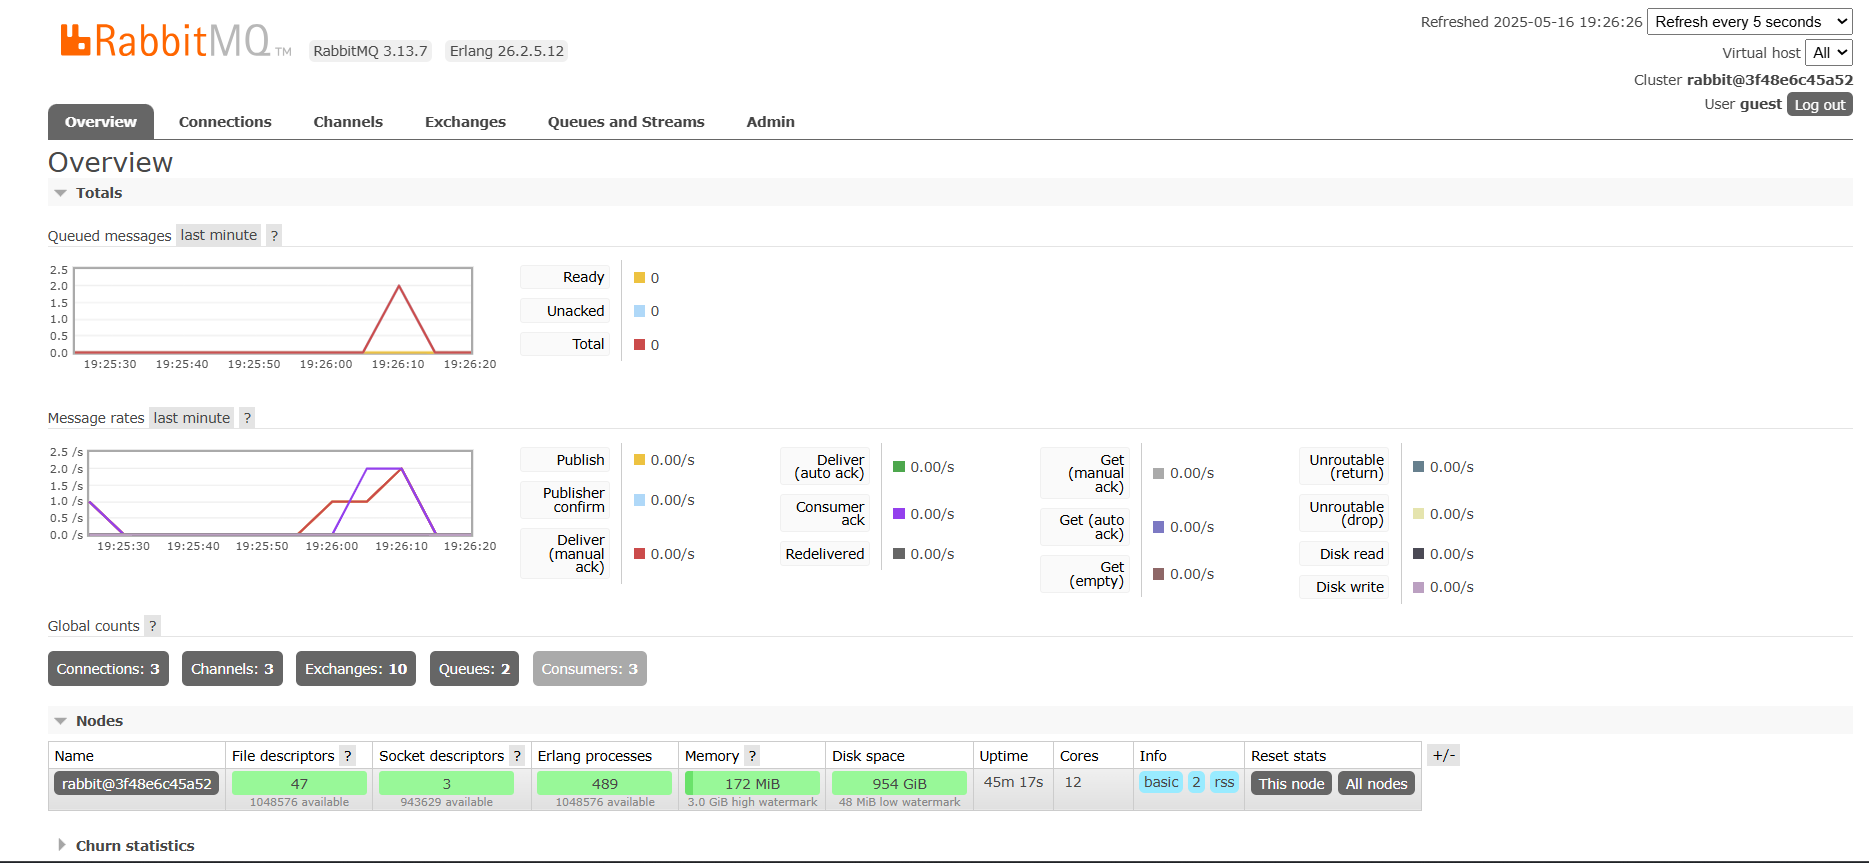 RabbitMQ TM RabbitMQ 3.13.7 Erlang 26.2.5.12
Refreshed 2025-05-16 19:26:26 Refresh every 5 seconds
Virtual host All
Cluster rabbit@3f48e6c45a52
User guest Log out
Overview Connections Channels Exchanges Queues and Streams Admin
Overview
Totals
Queued messages last minute ?
2.5
2.0
1.5
1.0
0.5
0.0
19:25:30 19:25:40 19:25:50 19:26:00 19:26:10 19:26:20
Ready 0
Unacked 0
Total 0
Message rates last minute ?
2.5 /s
2.0 /s
1.5 /s
1.0 /s
0.5 /s
0.0 /s
19:25:30 19:25:40 19:25:50 19:26:00 19:26:10 19:26:20
Publish 0.00/s
Publisher
confirm 0.00/s
Deliver
(manual
ack) 0.00/s
Deliver
(auto ack) 0.00/s
Consumer
ack 0.00/s
Redelivered 0.00/s
Get
(manual
ack) 0.00/s
Get (auto
ack) 0.00/s
Get
(empty) 0.00/s
Unroutable
(return) 0.00/s
Unroutable
(drop) 0.00/s
Disk read 0.00/s
Disk write 0.00/s
Global counts ?
Connections: 3 Channels: 3 Exchanges: 10 Queues: 2 Consumers: 3
Nodes
Name File descriptors ? Socket descriptors ? Erlang processes Memory ? Disk space Uptime Cores Info Reset stats +/-
rabbit@3f48e6c45a52 47 3 489 172 MiB 954 GiB 45m 17s 12 basic 2 rss This node All nodes
1048576 available 943629 available 1048576 available 3.0 GiB high watermark 48 MiB low watermark
Churn statistics